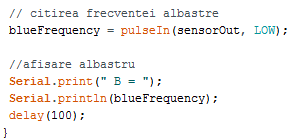 // citirea frecventei albastre
blueFrequency = pulseIn(sensorOut, LOW);
//afisare albastru
Serial.print(" B = ");
Serial.println(blueFrequency);
delay(100);
}